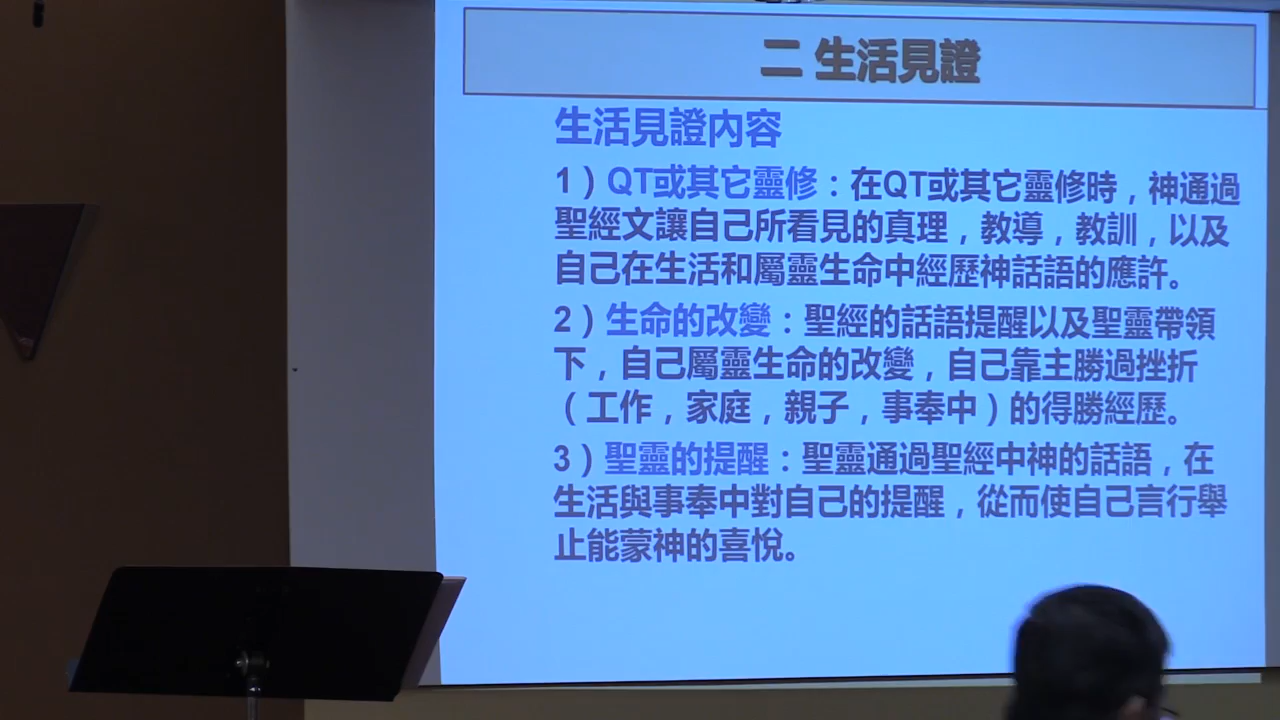 二 生活見證
生活見證內容
1）QT或其它靈修：在QT或其它靈修時，神通過
聖經文讓自己所看見的真理，教導，教訓，以及
自己在生活和屬靈生命中經歷神話語的應許。
2）生命的改變：聖經的話語提醒以及聖靈帶領
下，自己屬靈生命的改變，自己靠主勝過挫折
（工作，家庭，親子，事奉中）的得勝經歷。
3）聖靈的提醒：聖靈通過聖經中神的話語，在
生活與事奉中對自己的提醒，從而使自己言行舉
止能蒙神的喜悅。